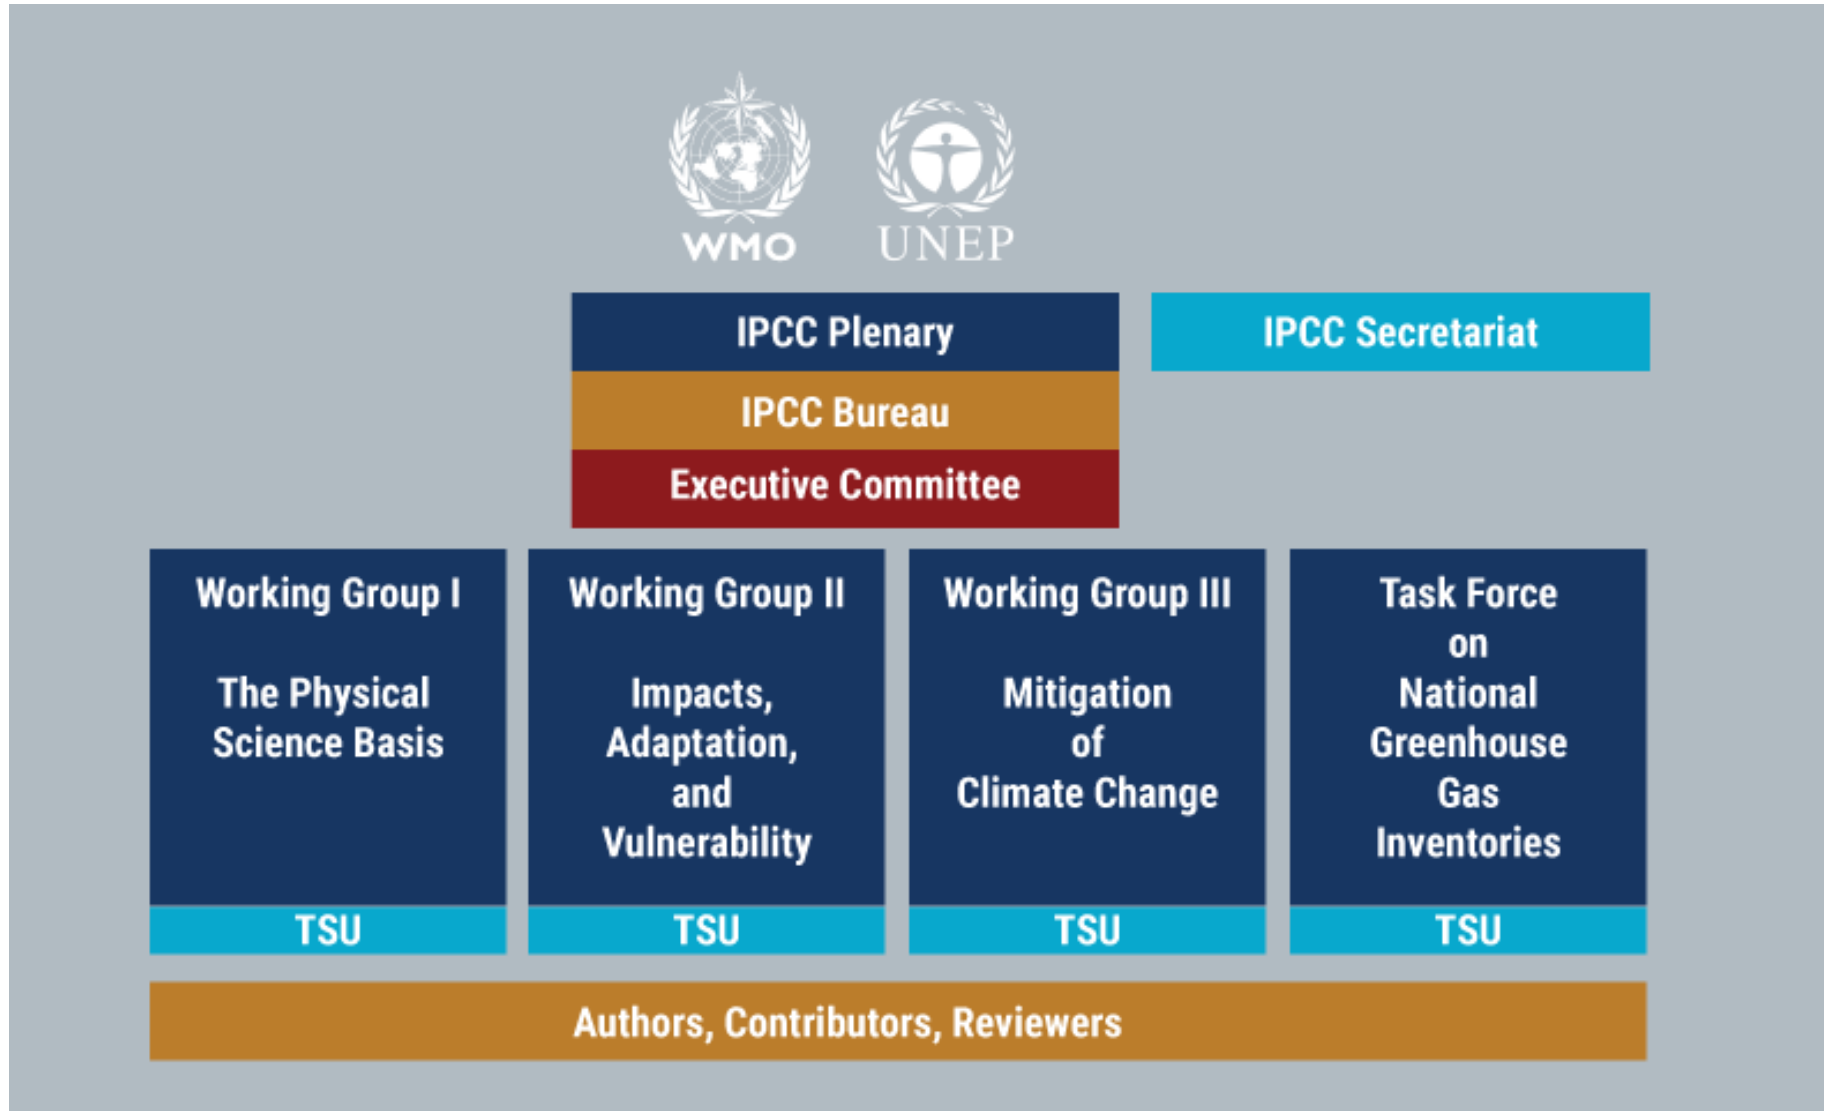 WMO
UNEP
IPCC Plenary
IPCC Secretariat
IPCC Bureau
Executive Committee
Working Group I
The Physical
Science Basis
TSU
Working Group II
Impacts,
Adaptation,
and
Vulnerability
TSU
Working Group III
Mitigation
of
Climate Change
TSU
Task Force
on
National
Greenhouse
Gas
Inventories
TSU
Authors, Contributors, Reviewers